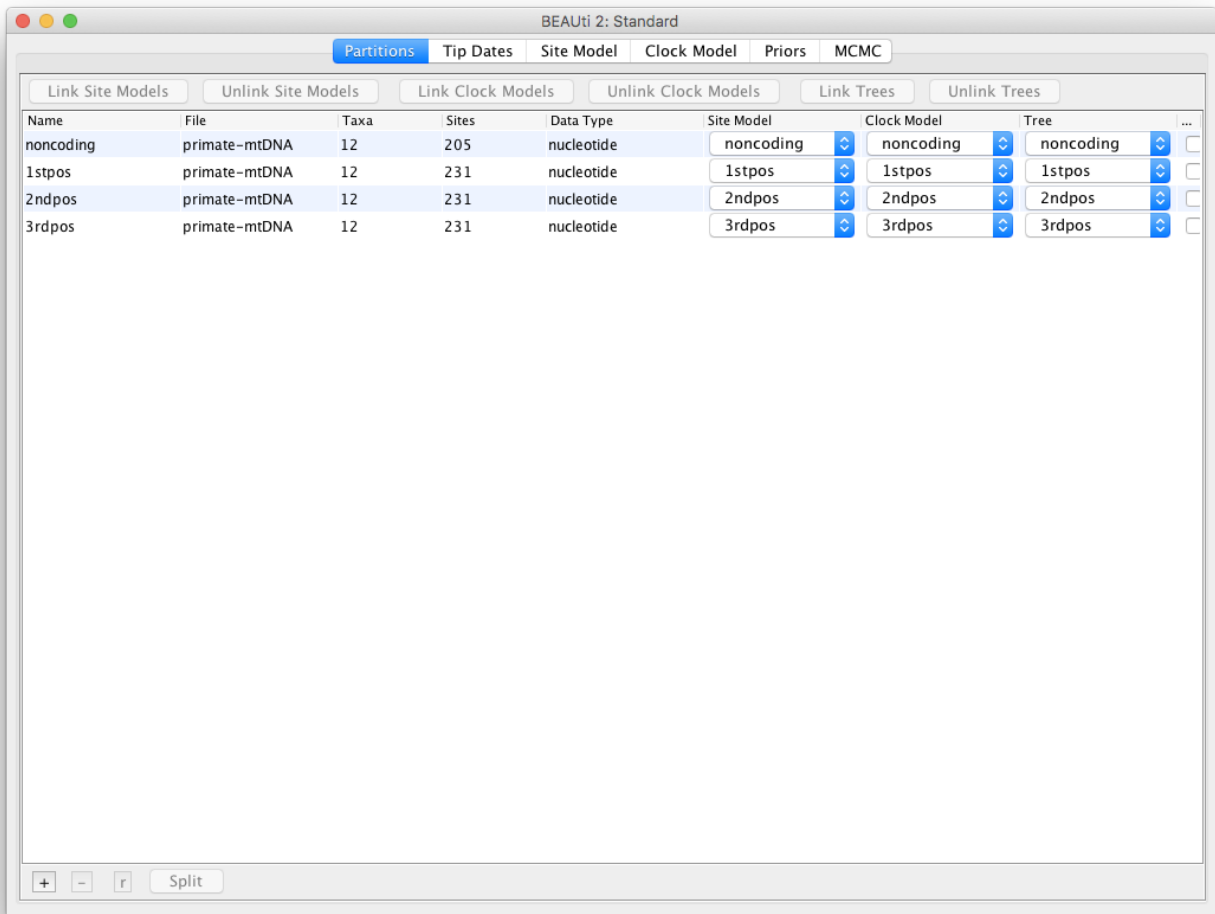 BEAUti 2: Standard
Partitions Tip Dates Site Model Clock Model Priors MCMC
Link Site Models Unlink Site Models Link Clock Models Unlink Clock Models Link Trees Unlink Trees
Name File Taxa Sites Data Type Site Model Clock Model Tree ...
noncoding primate-mtDNA 12 205 nucleotide noncoding noncoding noncoding
1stpos primate-mtDNA 12 231 nucleotide 1stpos 1stpos 1stpos
2ndpos primate-mtDNA 12 231 nucleotide 2ndpos 2ndpos 2ndpos
3rdpos primate-mtDNA 12 231 nucleotide 3rdpos 3rdpos 3rdpos
+ - r Split